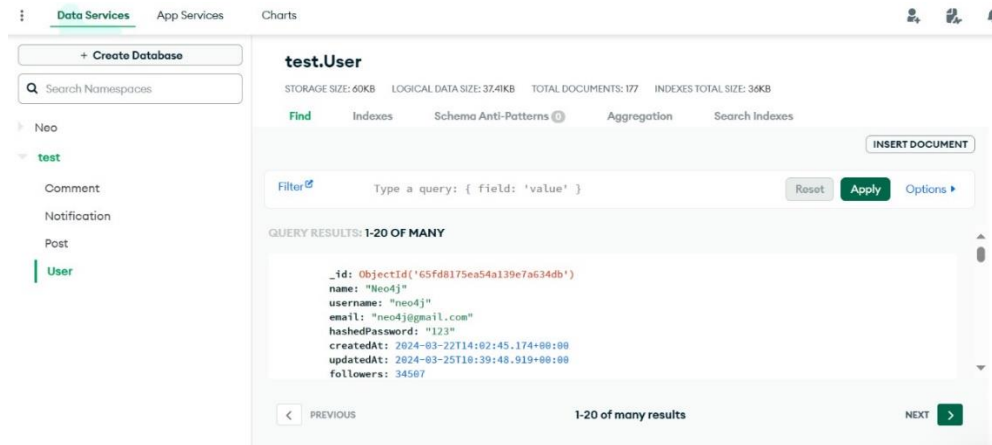 Data Services App Services Charts
+ Create Database
Search Namespaces
Neo
test
Comment
Notification
Post
User
test.User
STORAGE SIZE: 60KB LOGICAL DATA SIZE: 37.41KB TOTAL DOCUMENTS: 177 INDEXES TOTAL SIZE: 36KB
Find Indexes Schema Anti-Patterns 0 Aggregation Search Indexes
INSERT DOCUMENT
Filter Type a query: { field: 'value' } Reset Apply Options
QUERY RESULTS: 1-20 OF MANY
_id: ObjectId('65fd8175ea54a139e7a634db')
name: "Neo4j"
username: "neo4j"
email: "neo4j@gmail.com"
hashedPassword: "123"
createdAt: 2024-03-22T14:02:45.174+00:00
updatedAt: 2024-03-25T10:39:48.919+00:00
followers: 34507
PREVIOUS 1-20 of many results NEXT